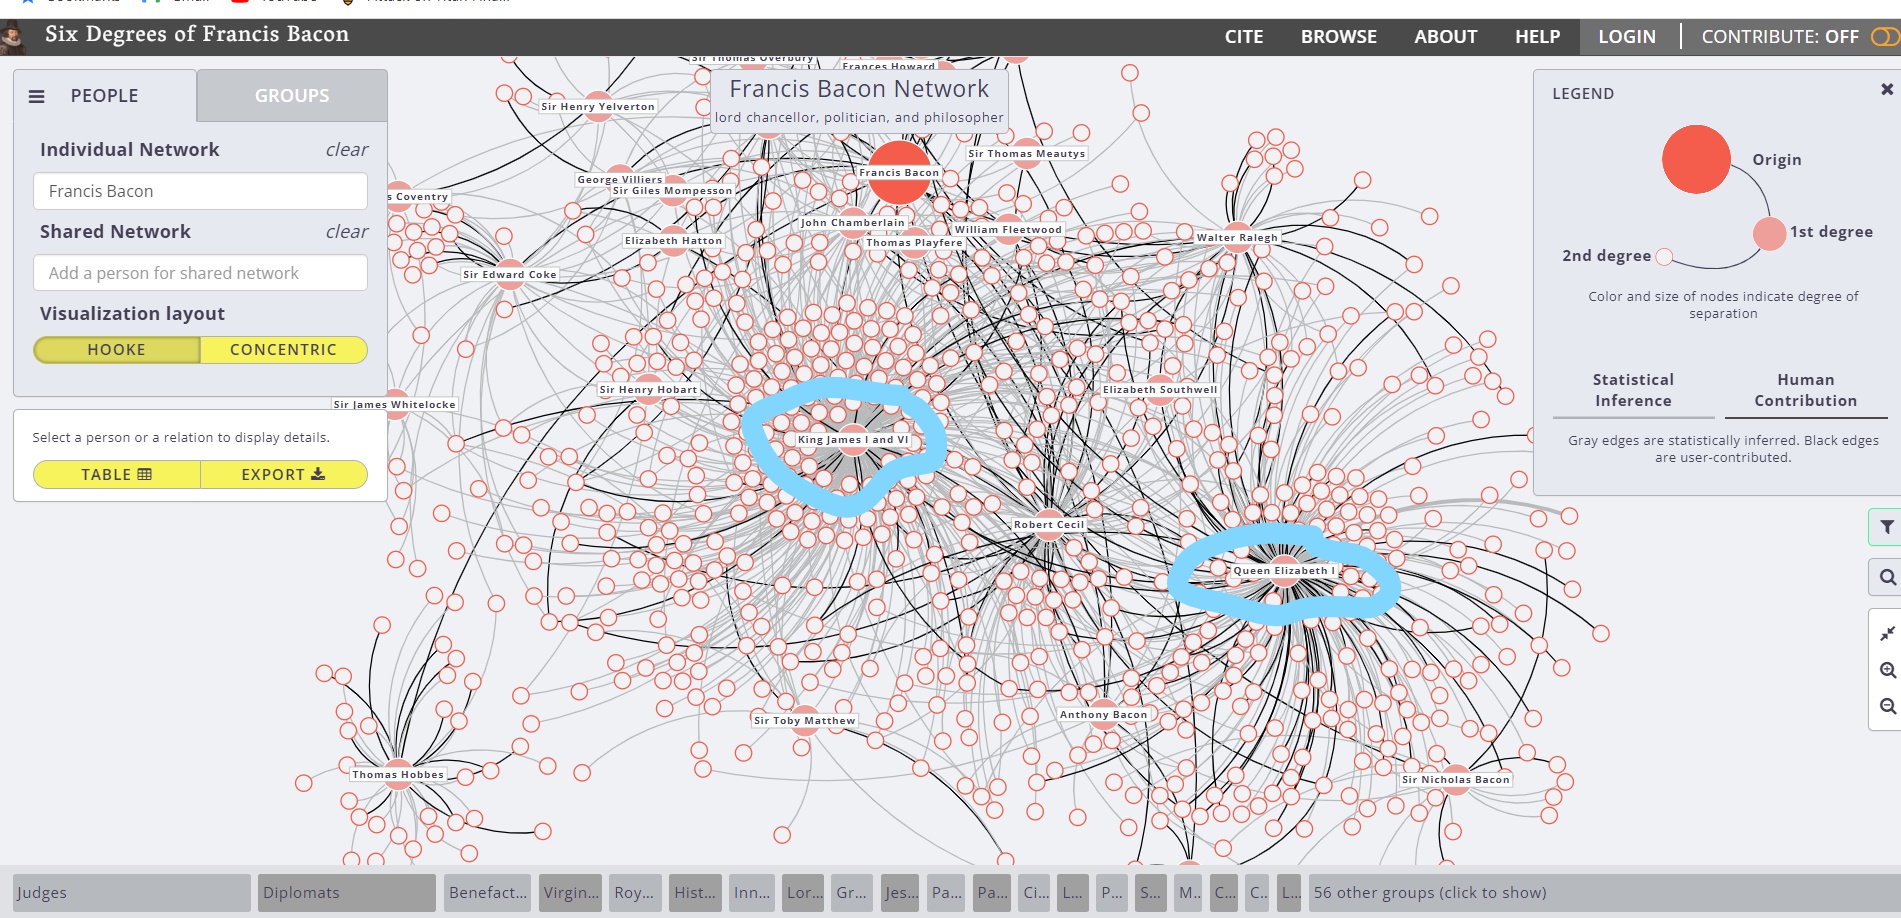 Six Degrees of Francis Bacon
CITE
BROWSE
ABOUT
HELP
LOGIN
CONTRIBUTE: OFF
PEOPLE
GROUPS
Individual Network
clear
Francis Bacon
Shared Network
clear
Add a person for shared network
Visualization layout
HOOKE
CONCENTRIC
Select a person or a relation to display details.
TABLE
EXPORT
Francis Bacon Network
lord chancellor, politician, and philosopher
Sir Thomas Overbury
Frances Howard
Sir Henry Yelverton
Sir Thomas Meautys
Francis Bacon
George Villiers
Sir Giles Mompesson
s Coventry
John Chamberlain
William Fleetwood
Elizabeth Hatton
Thomas Playfere
Walter Ralegh
Sir Edward Coke
Sir Henry Hobart
Elizabeth Southwell
Sir James Whitelocke
King James I and VI
Robert Cecil
Queen Elizabeth I
Sir Toby Matthew
Anthony Bacon
Thomas Hobbes
Sir Nicholas Bacon
LEGEND
Origin
1st degree
2nd degree
Color and size of nodes indicate degree of
separation
Statistical
Inference
Human
Contribution
Gray edges are statistically inferred. Black edges
are user-contributed.
Judges
Diplomats
Benefact...
Virgin...
Roy...
Hist...
Inn...
Lor...
Gr...
Jes...
Pa...
Pa...
Ci...
L...
P...
S...
M..
C...
C..
L...
56 other groups (click to show)